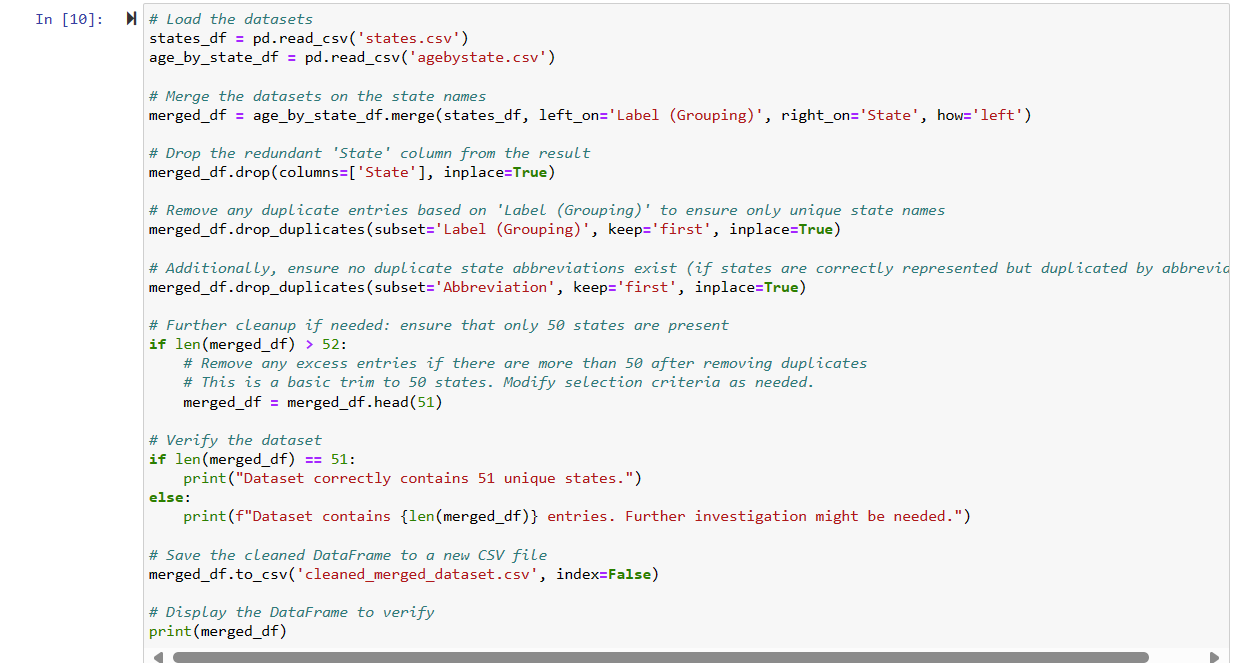 In [10]:
# Load the datasets
states_df = pd.read_csv('states.csv')
age_by_state_df = pd.read_csv('agebystate.csv')

# Merge the datasets on the state names
merged_df = age_by_state_df.merge(states_df, left_on='Label (Grouping)', right_on='State', how='left')

# Drop the redundant 'State' column from the result
merged_df.drop(columns=['State'], inplace=True)

# Remove any duplicate entries based on 'Label (Grouping)' to ensure only unique state names
merged_df.drop_duplicates(subset='Label (Grouping)', keep='first', inplace=True)

# Additionally, ensure no duplicate state abbreviations exist (if states are correctly represented but duplicated by abbrevia
merged_df.drop_duplicates(subset='Abbreviation', keep='first', inplace=True)

# Further cleanup if needed: ensure that only 50 states are present
if len(merged_df) > 52:
    # Remove any excess entries if there are more than 50 after removing duplicates
    # This is a basic trim to 50 states. Modify selection criteria as needed.
    merged_df = merged_df.head(51)

# Verify the dataset
if len(merged_df) == 51:
    print("Dataset correctly contains 51 unique states.")
else:
    print(f"Dataset contains {len(merged_df)} entries. Further investigation might be needed.")

# Save the cleaned DataFrame to a new CSV file
merged_df.to_csv('cleaned_merged_dataset.csv', index=False)

# Display the DataFrame to verify
print(merged_df)